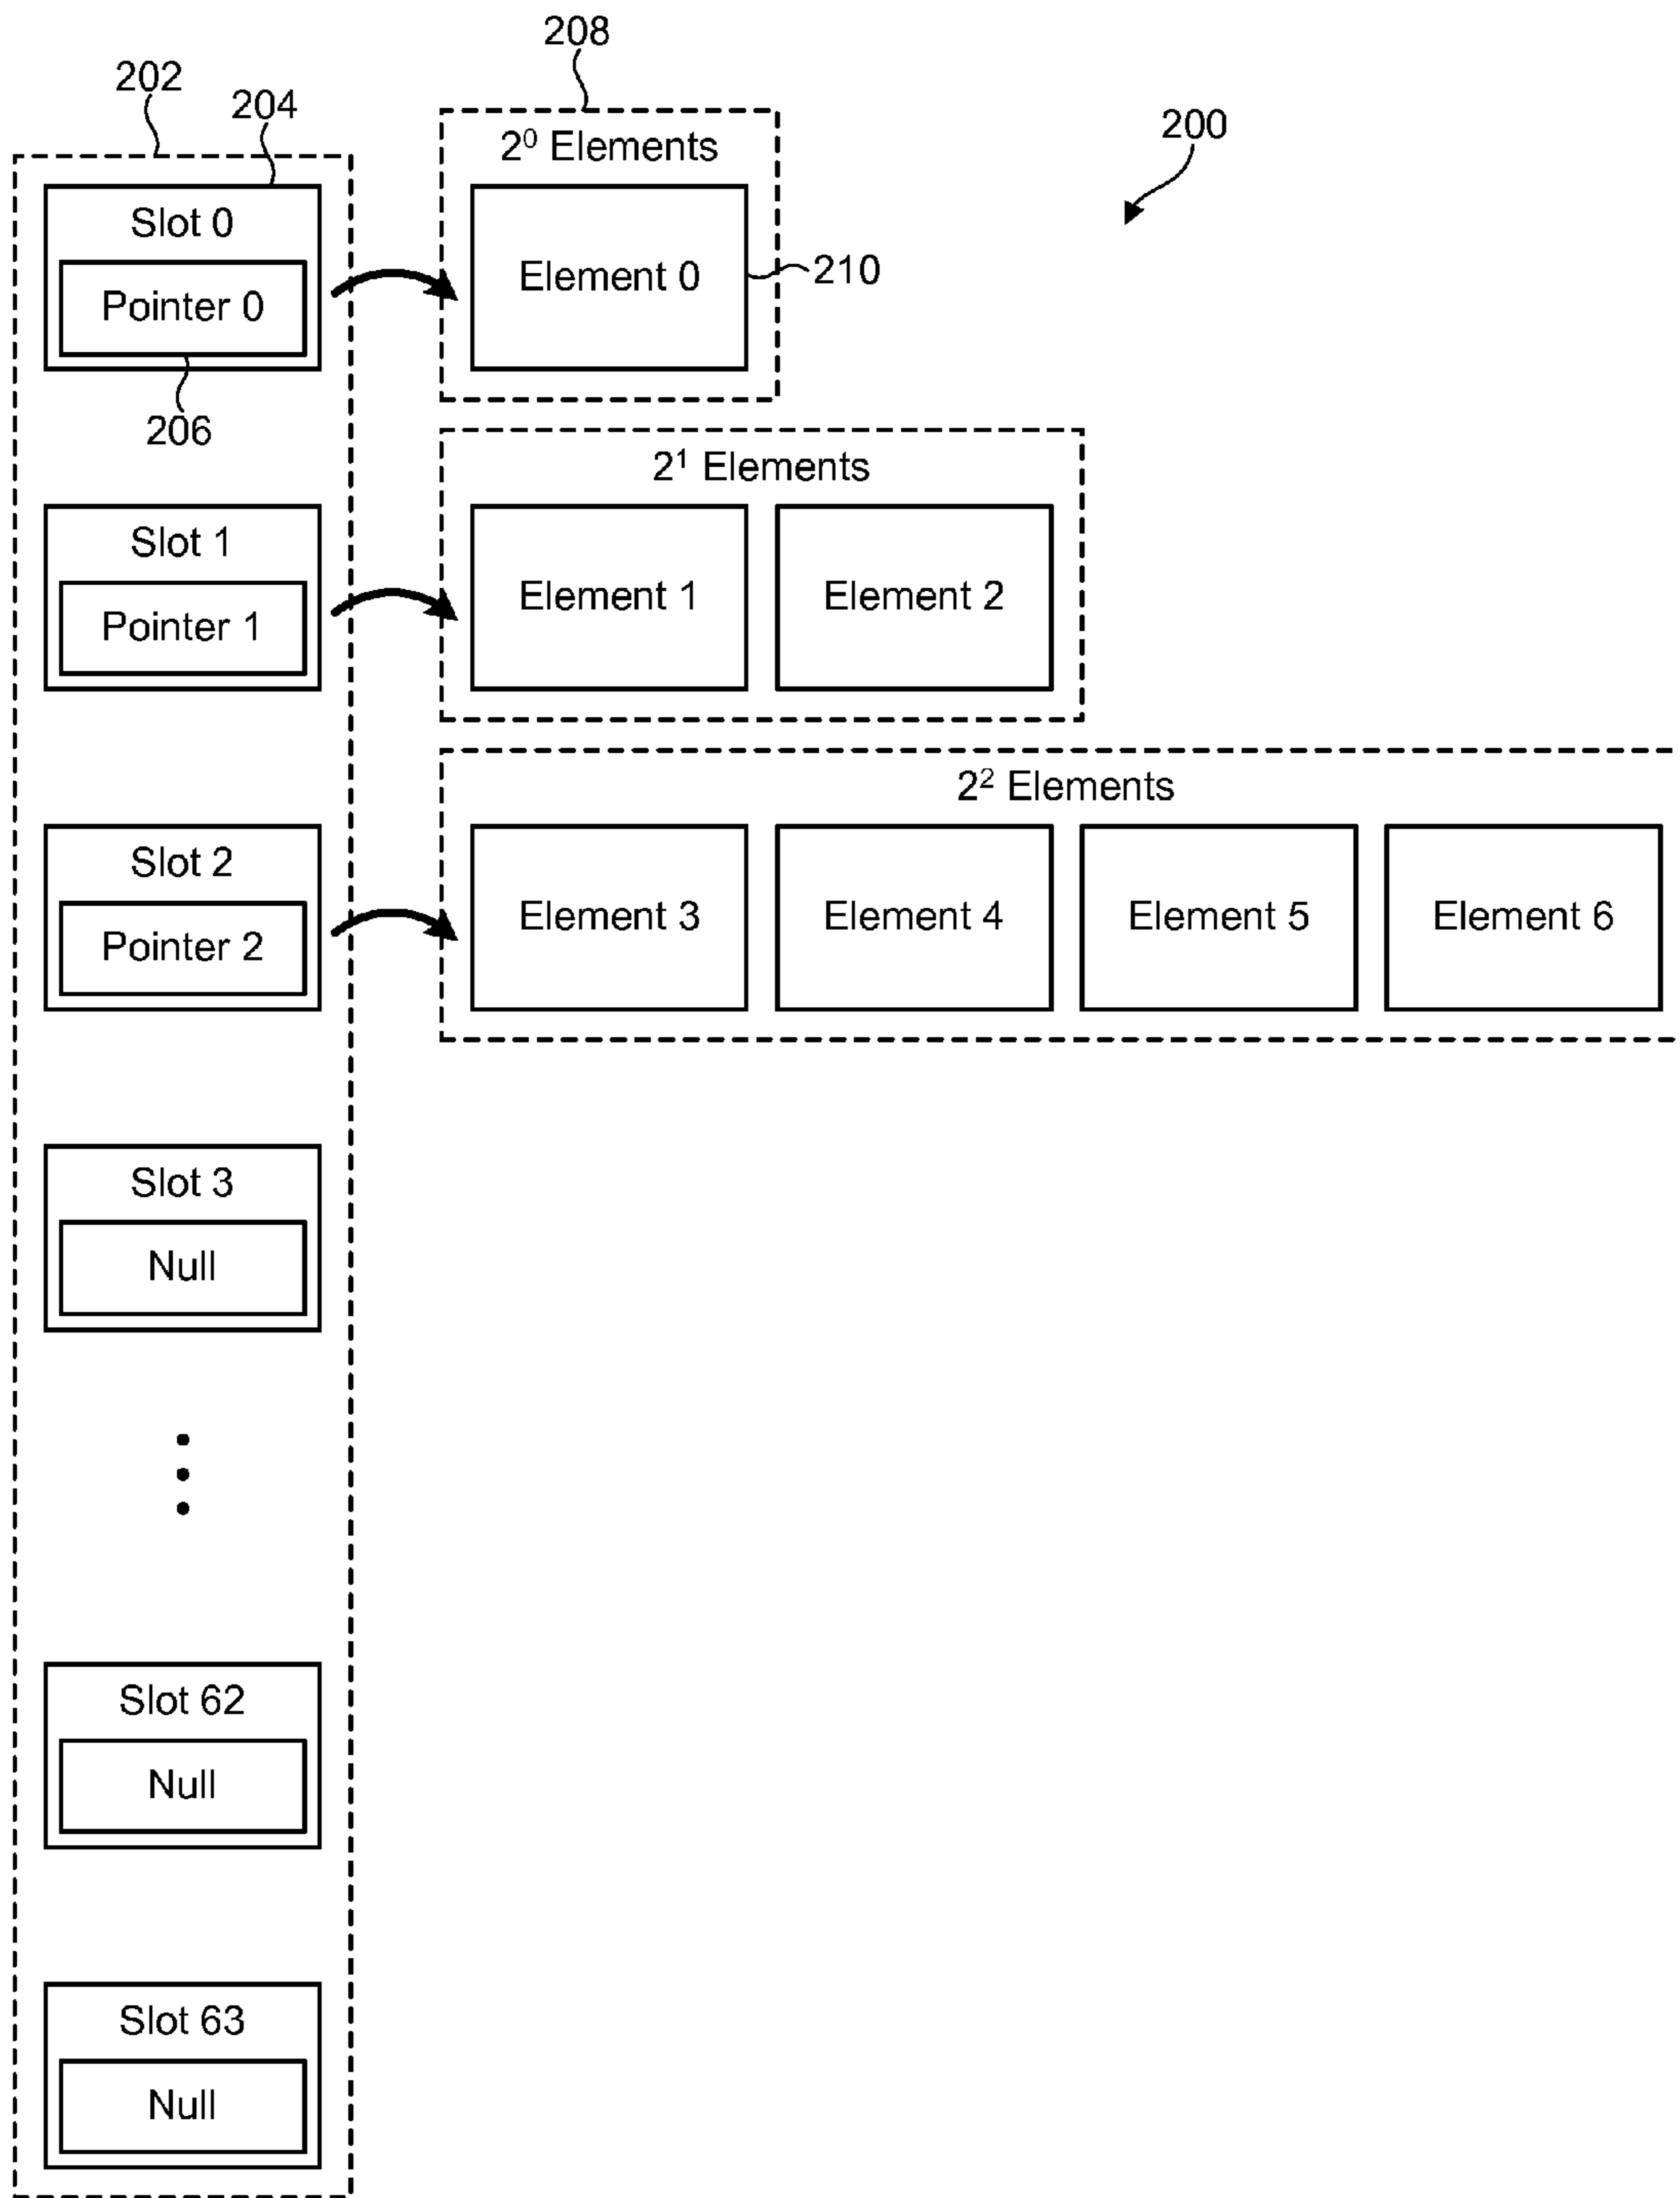 208
202
204
200
2⁰ Elements
Slot 0
Pointer 0
Element 0
210
206
2¹ Elements
Slot 1
Pointer 1
Element 1
Element 2
2² Elements
Slot 2
Pointer 2
Element 3
Element 4
Element 5
Element 6
Slot 3
Null
Slot 62
Null
Slot 63
Null